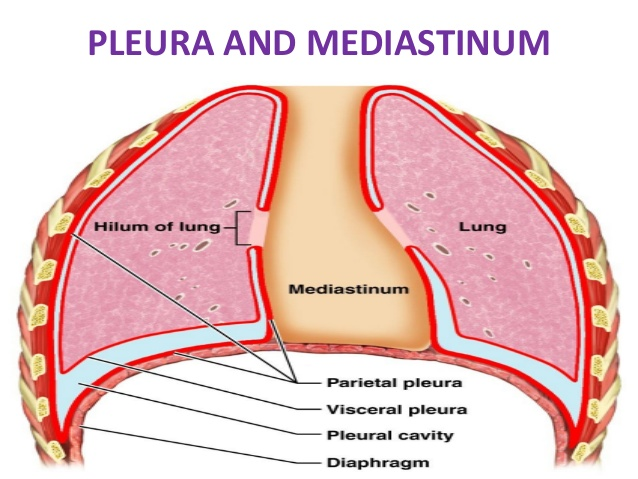 PLEURA AND MEDIASTINUM
Hilum of lung
Lung
Mediastinum
Parietal pleura
Visceral pleura
Pleural cavity
Diaphragm